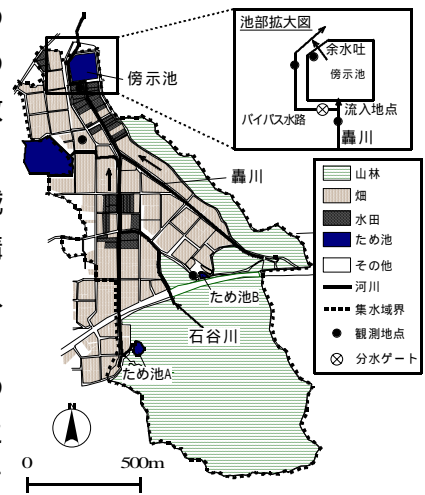 池部拡大図
余水吐
傍示池
バイパス水路
流入地点
轟川
傍示池
轟川
ため池B
石谷川
ため池A
山林
畑
水田
ため池
その他
河川
集水域界
観測地点
分水ゲート
0 500m